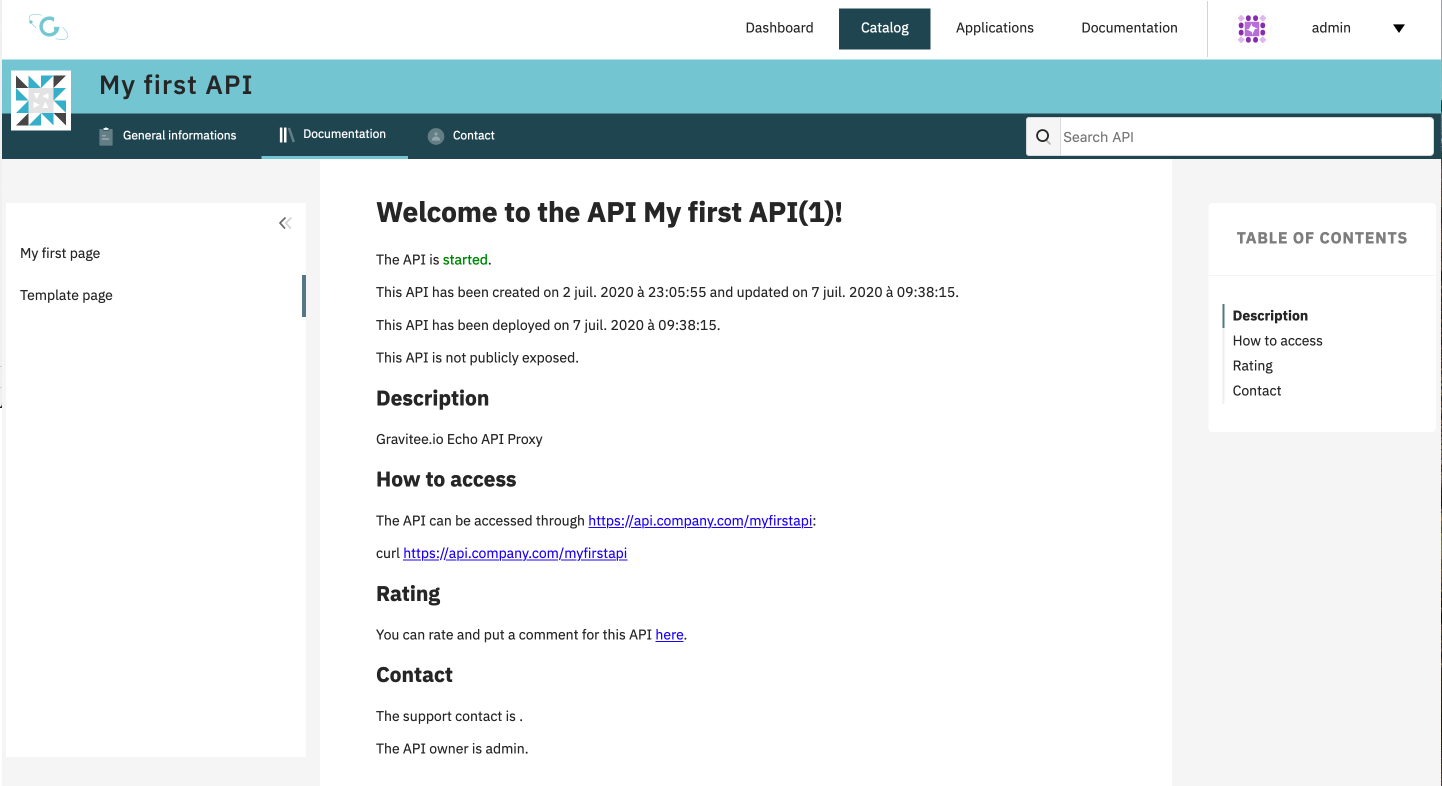 Dashboard Catalog Applications Documentation admin
My first API
General informations Documentation Contact Search API
My first page
Template page
Welcome to the API My first API(1)!
The API is started.
This API has been created on 2 juil. 2020 à 23:05:55 and updated on 7 juil. 2020 à 09:38:15.
This API has been deployed on 7 juil. 2020 à 09:38:15.
This API is not publicly exposed.
Description
Gravitee.io Echo API Proxy
How to access
The API can be accessed through https://api.company.com/myfirstapi:
curl https://api.company.com/myfirstapi
Rating
You can rate and put a comment for this API here.
Contact
The support contact is .
The API owner is admin.
TABLE OF CONTENTS
Description
How to access
Rating
Contact